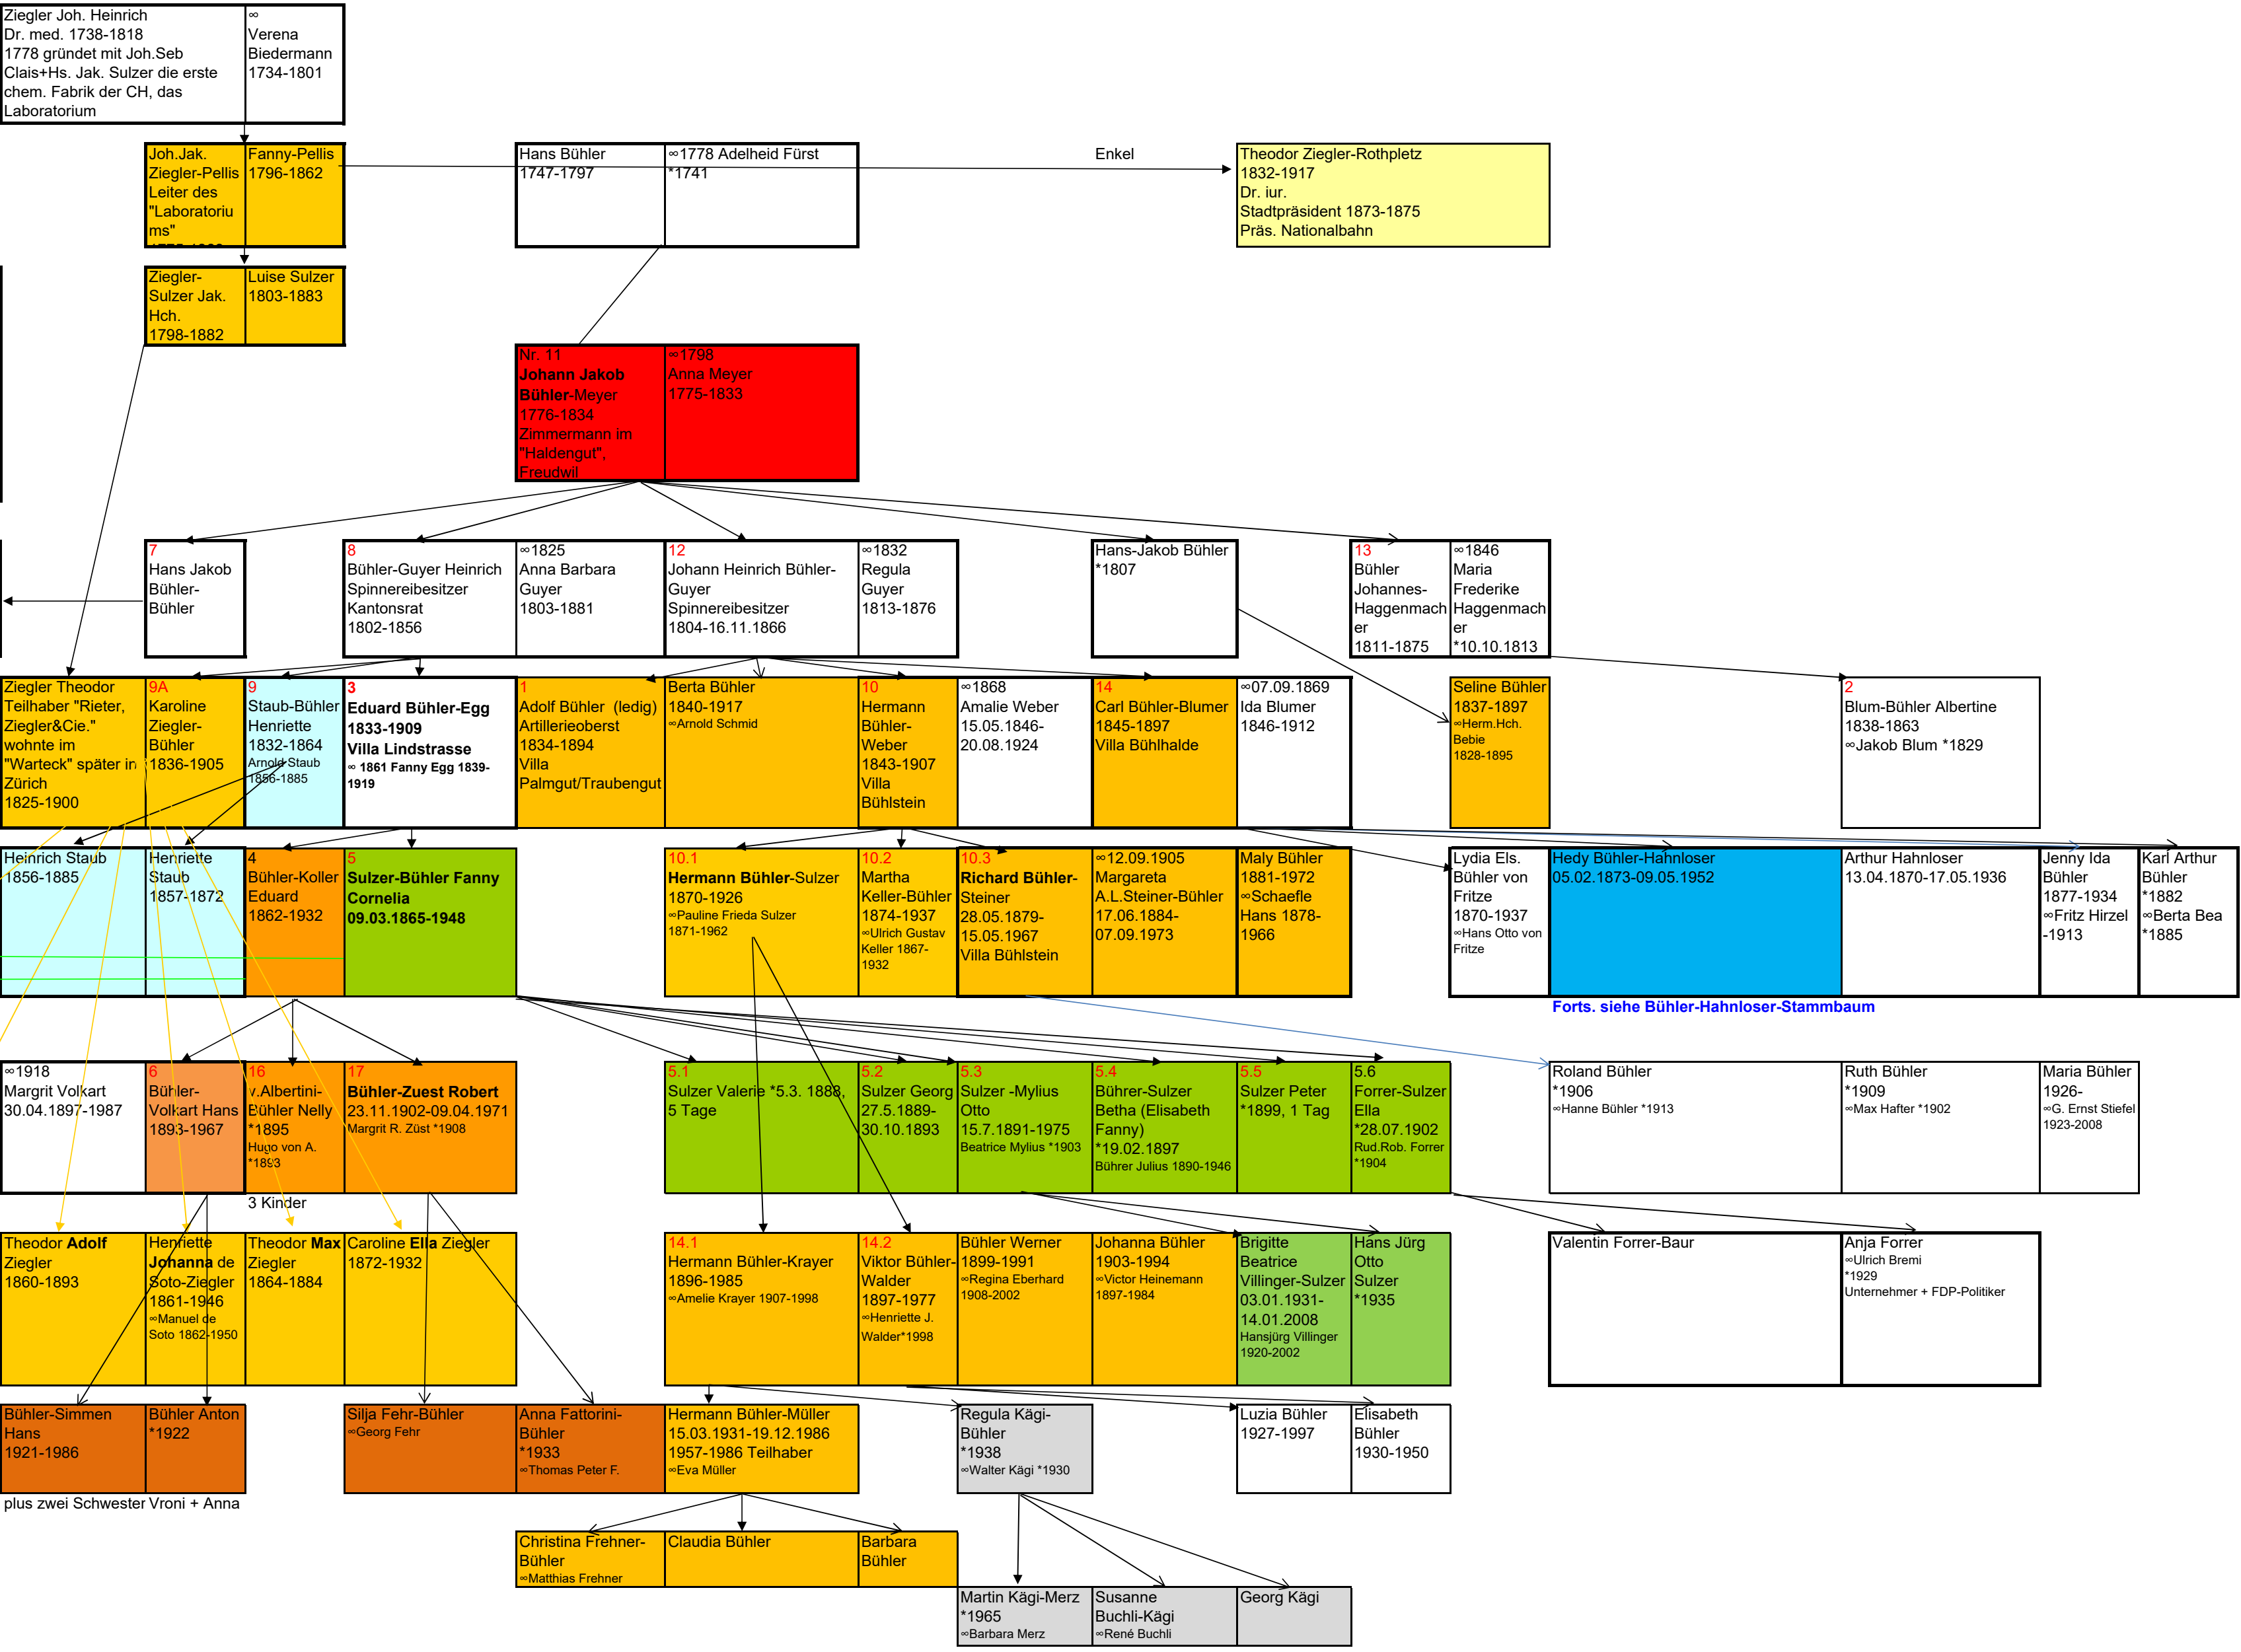 Ziegler Joh. Heinrich
Dr. med. 1738-1818
1778 gründet mit Joh.Seb
Clais+Hs. Jak. Sulzer die erste
chem. Fabrik der CH, das
Laboratorium
∞
Verena
Biedermann
1734-1801
Joh.Jak.
Ziegler-Pellis
Leiter des
"Laboratoriu
ms"
Fanny-Pellis
1796-1862
Hans Bühler
1747-1797
∞1778 Adelheid Fürst
*1741
Enkel
Theodor Ziegler-Rothpletz
1832-1917
Dr. iur.
Stadtpräsident 1873-1875
Präs. Nationalbahn
Ziegler-
Sulzer Jak.
Hch.
1798-1882
Luise Sulzer
1803-1883
Nr. 11
Johann Jakob
Bühler-Meyer
1776-1834
Zimmermann im
"Haldengut",
Freudwil
∞1798
Anna Meyer
1775-1833
7
Hans Jakob
Bühler-
Bühler
8
Bühler-Guyer Heinrich
Spinnereibesitzer
Kantonsrat
1802-1856
∞1825
Anna Barbara
Guyer
1803-1881
12
Johann Heinrich Bühler-
Guyer
Spinnereibesitzer
1804-16.11.1866
∞1832
Regula
Guyer
1813-1876
Hans-Jakob Bühler
*1807
13
Bühler
Johannes-
Haggenmach
er
1811-1875
∞1846
Maria
Frederike
Haggenmach
er
*10.10.1813
Ziegler Theodor
Teilhaber "Rieter,
Ziegler&Cie."
wohnte im
"Warteck" später in
Zürich
1825-1900
9A
Karoline
Ziegler-
Bühler
1836-1905
9
Staub-Bühler
Henriette
1832-1864
Arnold Staub
1856-1885
3
Eduard Bühler-Egg
1833-1909
Villa Lindstrasse
∞ 1861 Fanny Egg 1839-
1919
1
Adolf Bühler  (ledig)
Artillerieoberst
1834-1894
Villa
Palmgut/Traubengut
Berta Bühler
1840-1917
∞Arnold Schmid
10
Hermann
Bühler-
Weber
1843-1907
Villa
Bühlstein
∞1868
Amalie Weber
15.05.1846-
20.08.1924
14
Carl Bühler-Blumer
1845-1897
Villa Bühlhalde
∞07.09.1869
Ida Blumer
1846-1912
Seline Bühler
1837-1897
∞Herm.Hch.
Bebie
1828-1895
2
Blum-Bühler Albertine
1838-1863
∞Jakob Blum *1829
Heinrich Staub
1856-1885
Henriette
Staub
1857-1872
4
Bühler-Koller
Eduard
1862-1932
5
Sulzer-Bühler Fanny
Cornelia
09.03.1865-1948
10.1
Hermann Bühler-Sulzer
1870-1926
∞Pauline Frieda Sulzer
1871-1962
10.2
Martha
Keller-Bühler
1874-1937
∞Ulrich Gustav
Keller 1867-
1932
10.3
Richard Bühler-
Steiner
28.05.1879-
15.05.1967
Villa Bühlstein
∞12.09.1905
Margareta
A.L.Steiner-Bühler
17.06.1884-
07.09.1973
Maly Bühler
1881-1972
∞Schaefle
Hans 1878-
1966
Lydia Els.
Bühler von
Fritze
1870-1937
∞Hans Otto von
Fritze
Hedy Bühler-Hahnloser
05.02.1873-09.05.1952
Arthur Hahnloser
13.04.1870-17.05.1936
Jenny Ida
Bühler
1877-1934
∞Fritz Hirzel
-1913
Karl Arthur
Bühler
*1882
∞Berta Bea
*1885
Forts. siehe Bühler-Hahnloser-Stammbaum
∞1918
Margrit Volkart
30.04.1897-1987
6
Bühler-
Volkart Hans
1893-1967
16
v.Albertini-
Bühler Nelly
*1895
Hugo von A.
*1893
17
Bühler-Zuest Robert
23.11.1902-09.04.1971
Margrit R. Züst *1908
5.1
Sulzer Valerie *5.3. 1888,
5 Tage
5.2
Sulzer Georg
27.5.1889-
30.10.1893
5.3
Sulzer -Mylius
Otto
15.7.1891-1975
Beatrice Mylius *1903
5.4
Bührer-Sulzer
Betha (Elisabeth
Fanny)
*19.02.1897
Bührer Julius 1890-1946
5.5
Sulzer Peter
*1899, 1 Tag
5.6
Forrer-Sulzer
Ella
*28.07.1902
Rud.Rob. Forrer
*1904
Roland Bühler
*1906
∞Hanne Bühler *1913
Ruth Bühler
*1909
∞Max Hafter *1902
Maria Bühler
1926-
∞G. Ernst Stiefel
1923-2008
3 Kinder
Theodor Adolf
Ziegler
1860-1893
Henriette
Johanna de
Soto-Ziegler
1861-1946
∞Manuel de
Soto 1862-1950
Theodor Max
Ziegler
1864-1884
Caroline Ella Ziegler
1872-1932
14.1
Hermann Bühler-Krayer
1896-1985
∞Amelie Krayer 1907-1998
14.2
Viktor Bühler-
Walder
1897-1977
∞Henriette J.
Walder*1998
Bühler Werner
1899-1991
∞Regina Eberhard
1908-2002
Johanna Bühler
1903-1994
∞Victor Heinemann
1897-1984
Brigitte
Beatrice
Villinger-Sulzer
03.01.1931-
14.01.2008
Hansjürg Villinger
1920-2002
Hans Jürg
Otto
Sulzer
*1935
Valentin Forrer-Baur
Anja Forrer
∞Ulrich Bremi
*1929
Unternehmer + FDP-Politiker
Bühler-Simmen
Hans
1921-1986
Bühler Anton
*1922
Silja Fehr-Bühler
∞Georg Fehr
Anna Fattorini-
Bühler
*1933
∞Thomas Peter F.
Hermann Bühler-Müller
15.03.1931-19.12.1986
1957-1986 Teilhaber
∞Eva Müller
Regula Kägi-
Bühler
*1938
∞Walter Kägi *1930
Luzia Bühler
1927-1997
Elisabeth
Bühler
1930-1950
plus zwei Schwester Vroni + Anna
Christina Frehner-
Bühler
∞Matthias Frehner
Claudia Bühler
Barbara
Bühler
Martin Kägi-Merz
*1965
∞Barbara Merz
Susanne
Buchli-Kägi
∞René Buchli
Georg Kägi